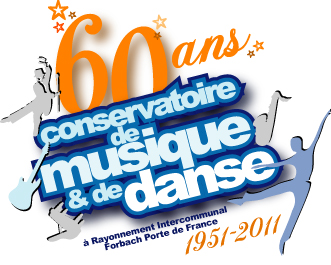 60 ans
conservatoire
de
musique
& de danse
à Rayonnement Intercommunal
Forbach Porte de France
1951-2011